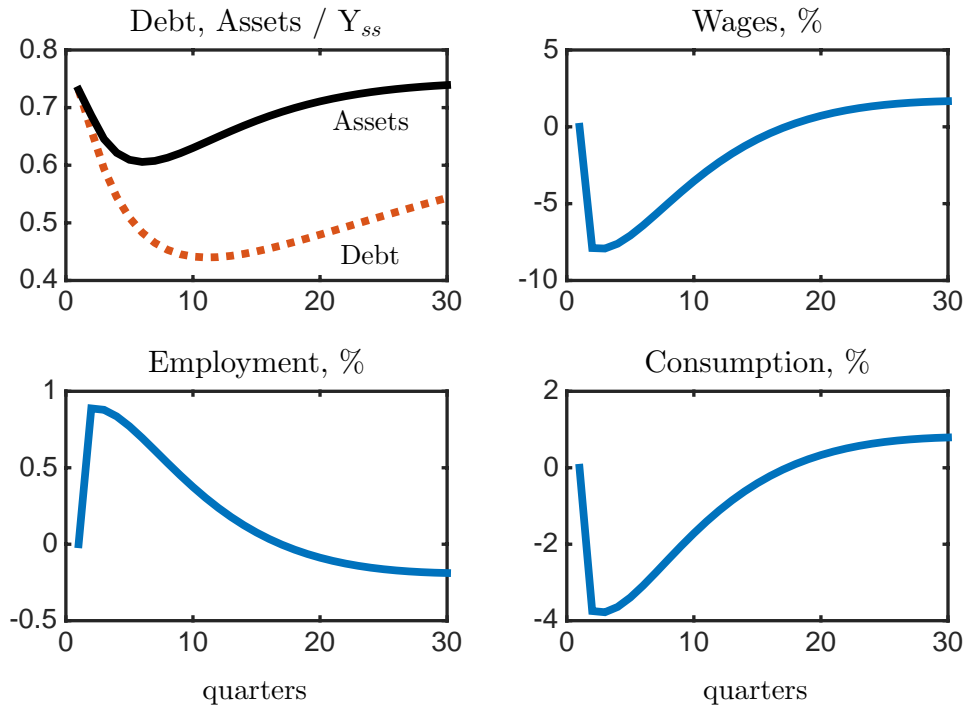 Debt, Assets / Y_ss
0.8
0.7
0.6
0.5
0.4
0 10 20 30
Assets
Debt
Wages, %
5
0
-5
-10
0 10 20 30
Employment, %
1
0.5
0
-0.5
0 10 20 30
quarters
Consumption, %
2
0
-2
-4
0 10 20 30
quarters